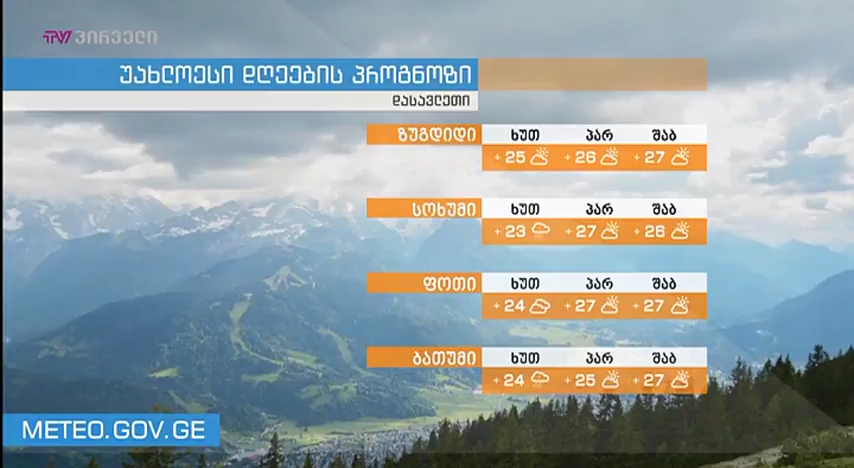 TV პირველი
უახლოესი დღეების პროგნოზი
დასავლეთი
ზუგდიდი ხუთ პარ შაბ
+25 +26 +27
სოხუმი ხუთ პარ შაბ
+23 +27 +26
ფოთი ხუთ პარ შაბ
+24 +27 +27
ბათუმი ხუთ პარ შაბ
+24 +25 +27
METEO.GOV.GE